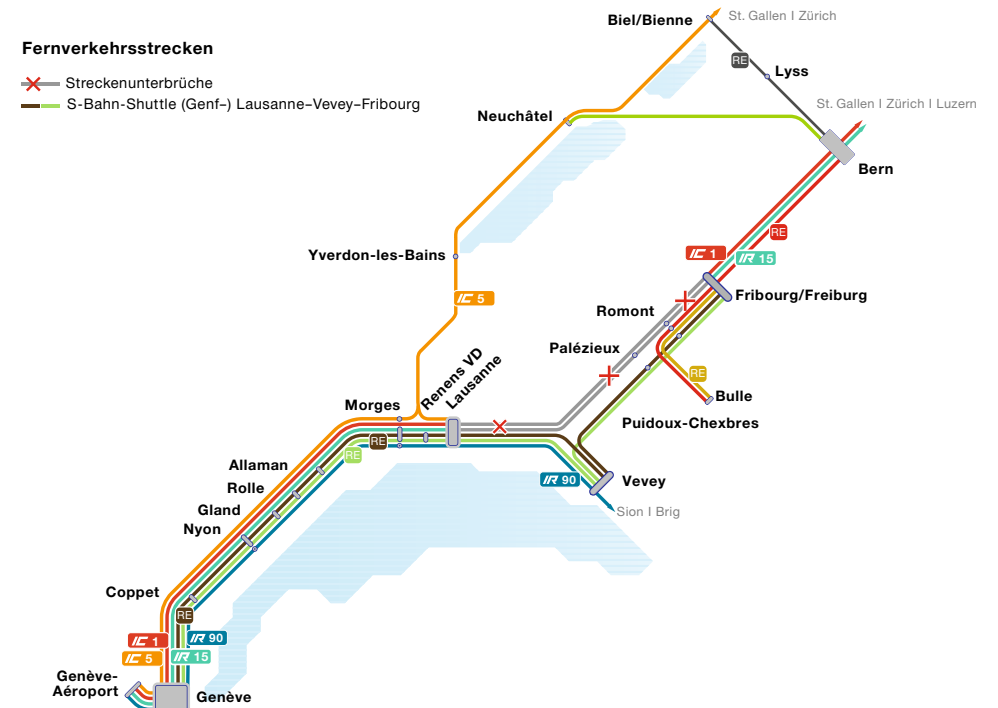 Biel/Bienne
St. Gallen | Zürich
Fernverkehrsstrecken
RE
Lyss
Streckenunterbrüche
S-Bahn-Shuttle (Genf-) Lausanne-Vevey-Fribourg
St. Gallen | Zürich | Luzern
Neuchâtel
Bern
RE
Yverdon-les-Bains
IC 1
IR 15
IC 5
Fribourg/Freiburg
Romont
Palézieux
Renens VD
Lausanne
RE
Bulle
Morges
Puidoux-Chexbres
RE
RE
Allaman
Rolle
IR 90
Vevey
Gland
Sion | Brig
Nyon
Coppet
RE
IC 1
IR 90
IC 5
IR 15
Genève-
Aéroport
Genève